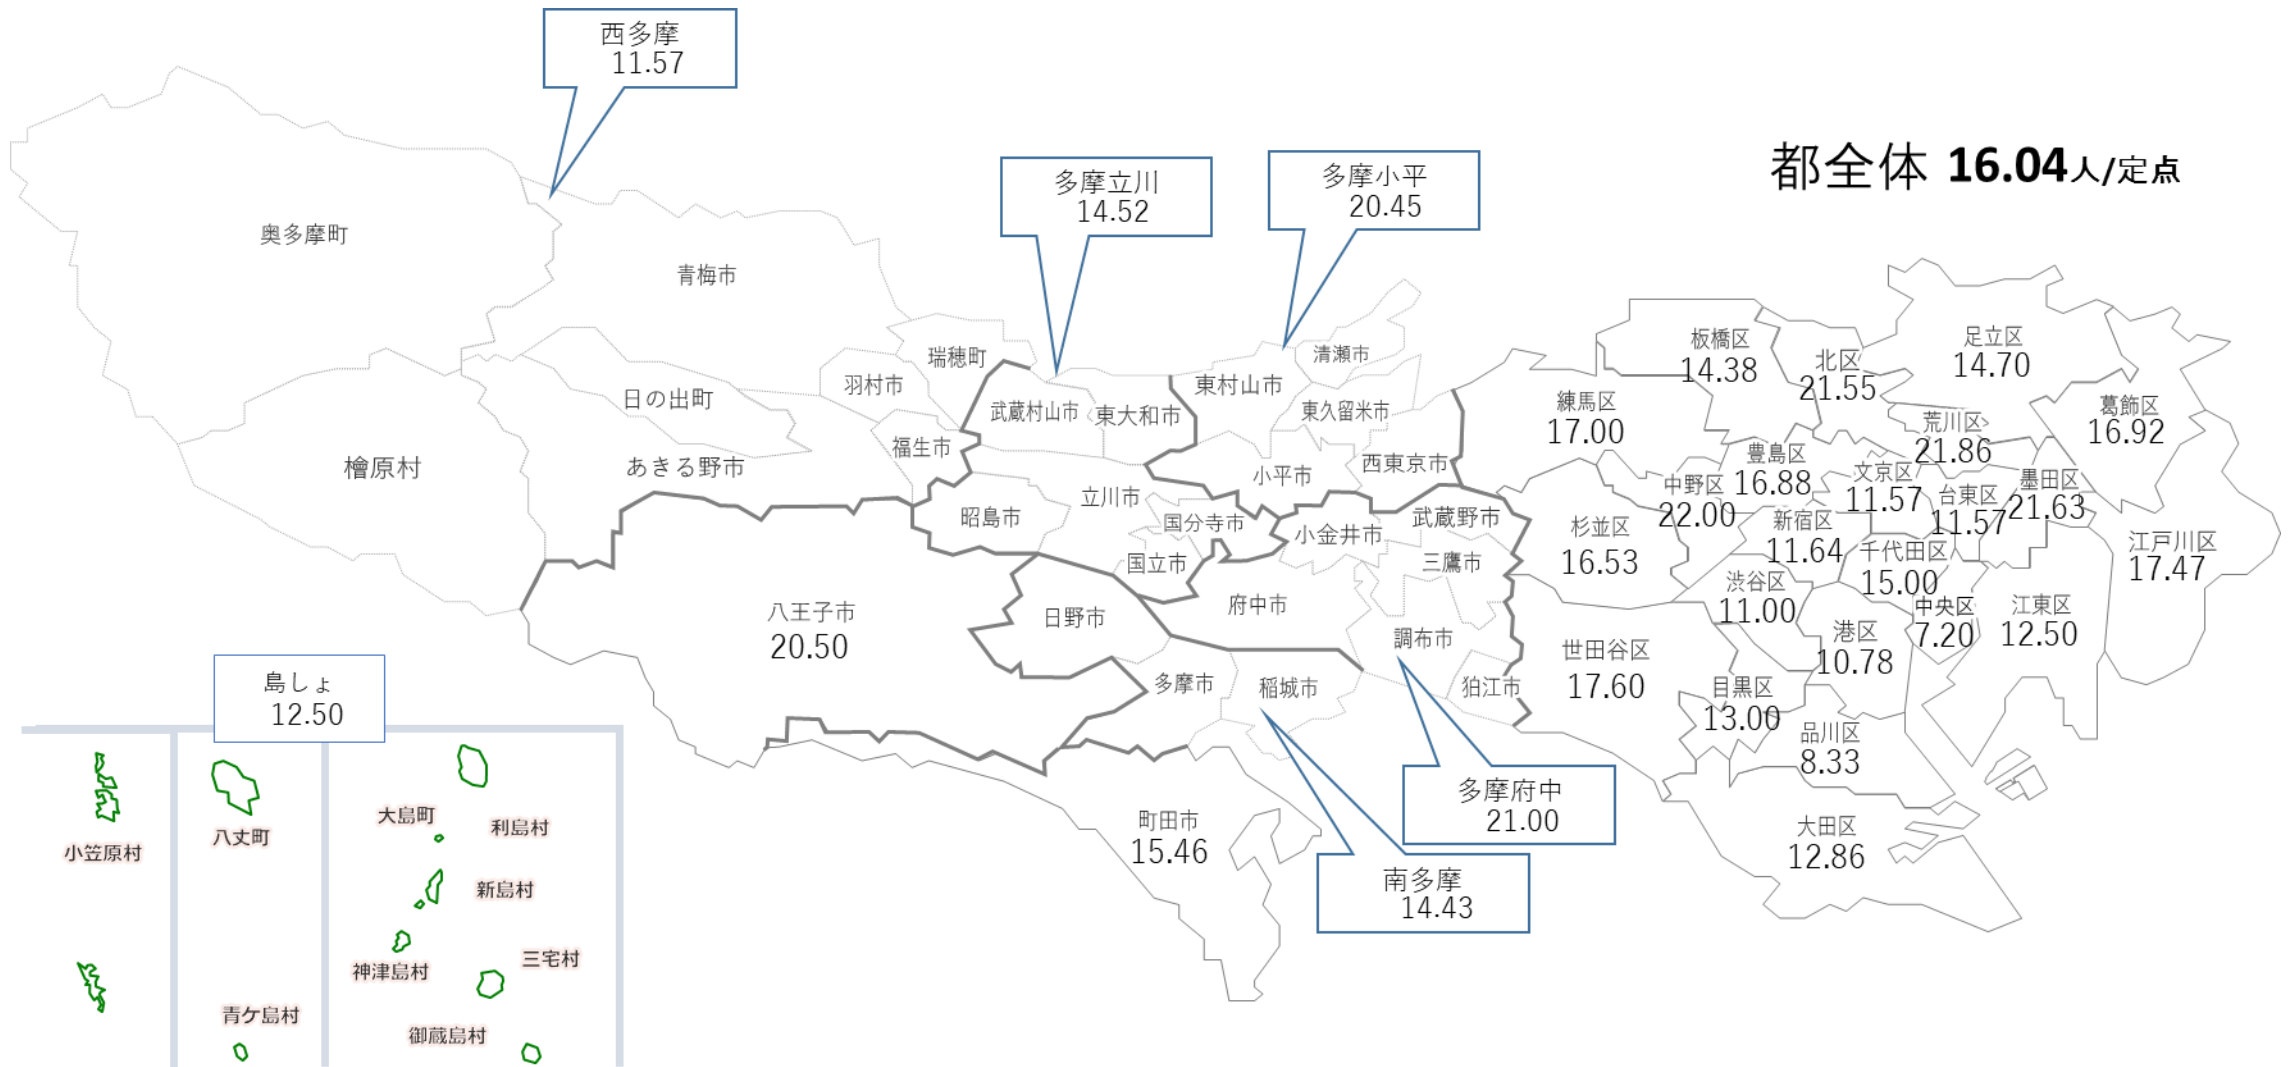 西多摩
11.57
多摩立川
14.52
多摩小平
20.45
都全体 16.04人/定点
奥多摩町
青梅市
瑞穂町
羽村市
日の出町
福生市
あきる野市
檜原村
武蔵村山市
東大和市
東村山市
清瀬市
東久留米市
小平市
西東京市
立川市
昭島市
国分寺市
国立市
小金井市
武蔵野市
三鷹市
府中市
調布市
狛江市
日野市
多摩市
稲城市
八王子市
20.50
町田市
15.46
多摩府中
21.00
南多摩
14.43
板橋区
14.38
北区
21.55
足立区
14.70
練馬区
17.00
荒川区
21.86
葛飾区
16.92
豊島区
16.88
中野区
22.00
文京区
11.57
台東区
11.57
墨田区
21.63
杉並区
16.53
新宿区
11.64
千代田区
15.00
江戸川区
17.47
渋谷区
11.00
中央区
7.20
江東区
12.50
港区
10.78
世田谷区
17.60
目黒区
13.00
品川区
8.33
大田区
12.86
島しょ
12.50
小笠原村
八丈町
青ケ島村
大島町
利島村
新島村
神津島村
三宅村
御蔵島村